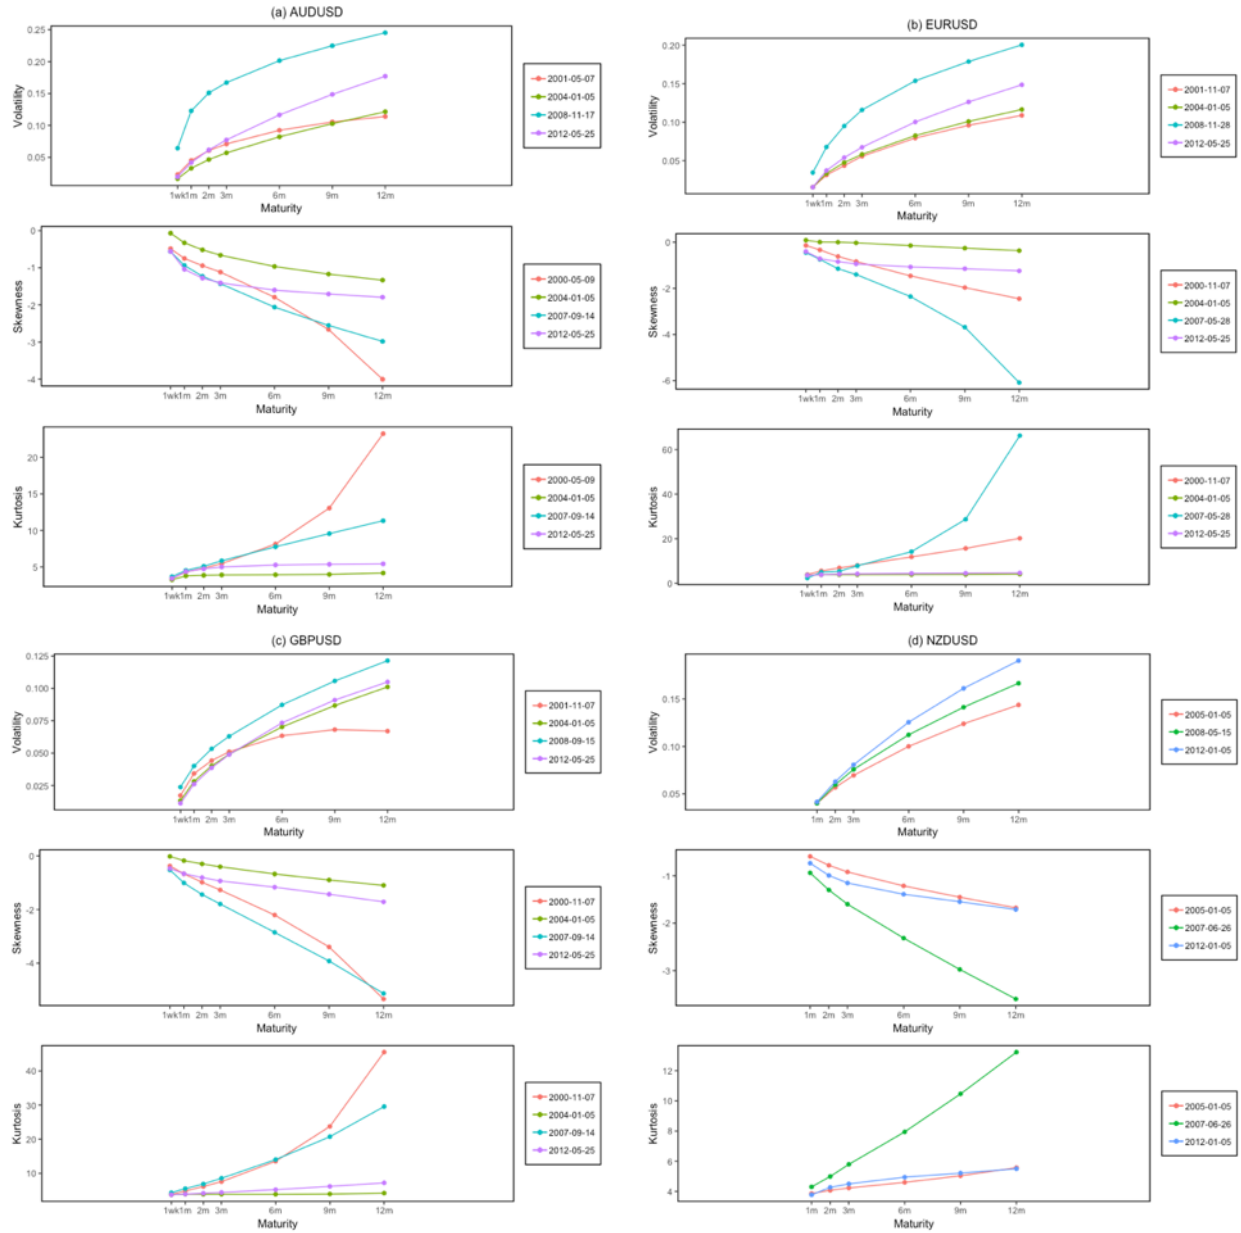 (a) AUDUSD
Volatility
0.25
0.20
0.15
0.10
0.05
1wk1m 2m 3m 6m 9m 12m
Maturity
2001-05-07
2004-01-05
2008-11-17
2012-05-25
Skewness
0
-1
-2
-3
-4
1wk1m 2m 3m 6m 9m 12m
Maturity
2000-05-09
2004-01-05
2007-09-14
2012-05-25
Kurtosis
20
15
10
5
1wk1m 2m 3m 6m 9m 12m
Maturity
2000-05-09
2004-01-05
2007-09-14
2012-05-25
(b) EURUSD
Volatility
0.20
0.15
0.10
0.05
1wk1m 2m 3m 6m 9m 12m
Maturity
2001-11-07
2004-01-05
2008-11-28
2012-05-25
Skewness
0
-2
-4
-6
1wk1m 2m 3m 6m 9m 12m
Maturity
2000-11-07
2004-01-05
2007-05-28
2012-05-25
Kurtosis
60
40
20
0
1wk1m 2m 3m 6m 9m 12m
Maturity
2000-11-07
2004-01-05
2007-05-28
2012-05-25
(c) GBPUSD
Volatility
0.125
0.100
0.075
0.050
0.025
1wk1m 2m 3m 6m 9m 12m
Maturity
2001-11-07
2004-01-05
2008-09-15
2012-05-25
Skewness
0
-2
-4
1wk1m 2m 3m 6m 9m 12m
Maturity
2000-11-07
2004-01-05
2007-09-14
2012-05-25
Kurtosis
40
30
20
10
1wk1m 2m 3m 6m 9m 12m
Maturity
2000-11-07
2004-01-05
2007-09-14
2012-05-25
(d) NZDUSD
Volatility
0.15
0.10
0.05
1m 2m 3m 6m 9m 12m
Maturity
2005-01-05
2008-05-15
2012-01-05
Skewness
-1
-2
-3
1m 2m 3m 6m 9m 12m
Maturity
2005-01-05
2007-06-26
2012-01-05
Kurtosis
12
10
8
6
4
1m 2m 3m 6m 9m 12m
Maturity
2005-01-05
2007-06-26
2012-01-05